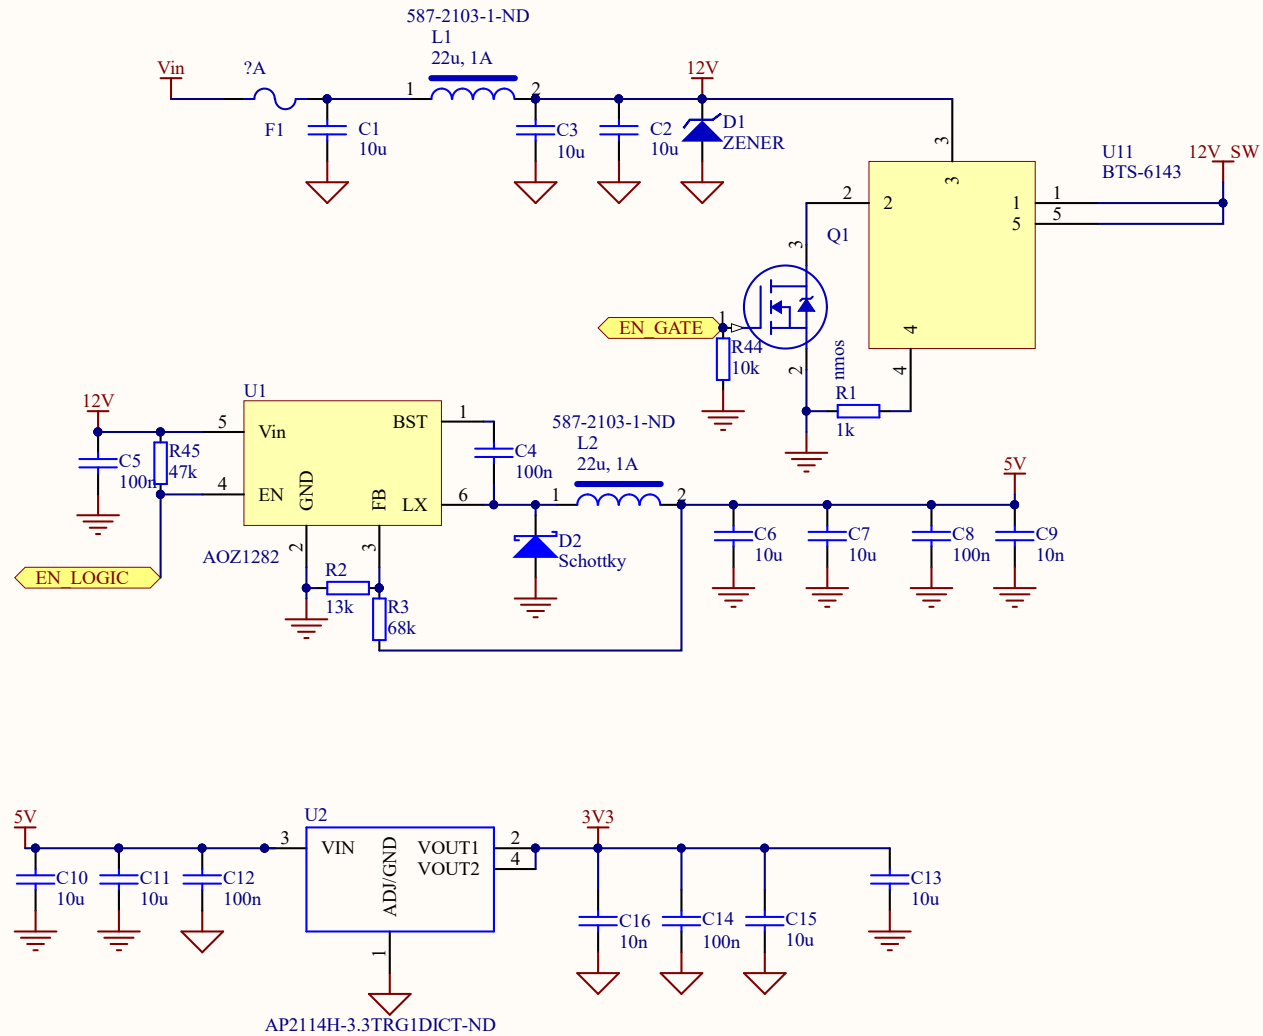 587-2103-1-ND
L1
22u, 1A
Vin
?A
F1
1
2
12V
C1
10u
C3
10u
C2
10u
D1
ZENER
3
3
U11
BTS-6143
12V_SW
2
2
1
1
5
5
Q1
3
EN_GATE
1
R44
10k
2
nmos
4
4
R1
1k
U1
12V
5
Vin
BST
1
C5
100n
R45
47k
4
EN
GND
FB
LX
6
C4
100n
587-2103-1-ND
L2
22u, 1A
1
2
5V
D2
Schottky
C6
10u
C7
10u
C8
100n
C9
10n
2
3
AOZ1282
EN_LOGIC
R2
13k
R3
68k
5V
U2
3
VIN
ADJ/GND
VOUT1
2
VOUT2
4
3V3
C10
10u
C11
10u
C12
100n
C13
10u
C16
10n
C14
100n
C15
10u
1
AP2114H-3.3TRG1DICT-ND